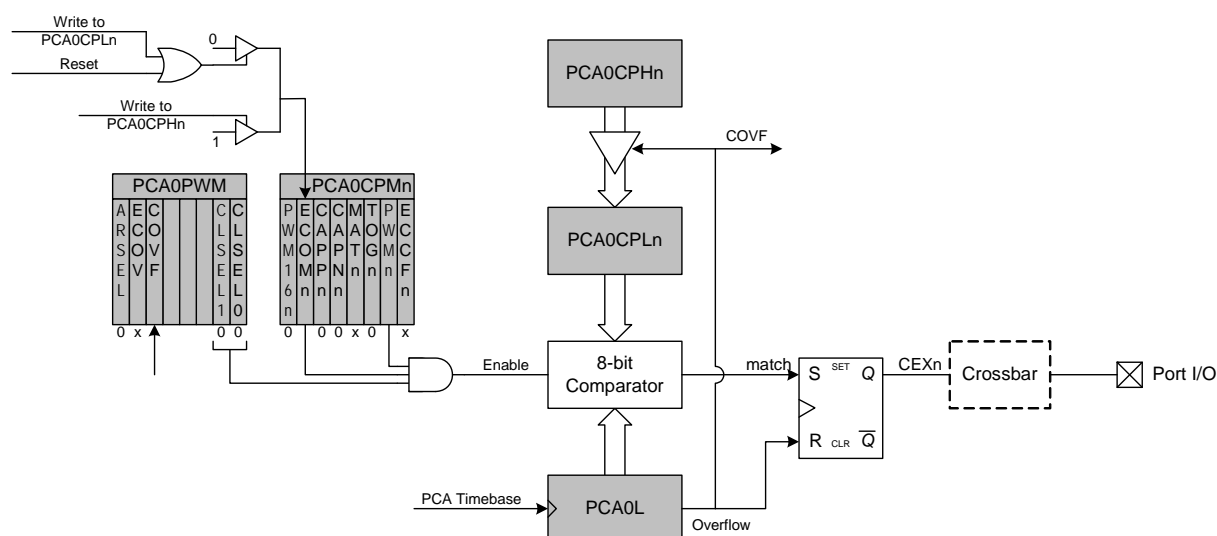 Write to
PCA0CPLn
Reset
0
Write to
PCA0CPHn
1
PCA0CPHn
COVF
PCA0PWM
ARSEL
ECOV
COVF
CLSEL1
CLSEL0
0 x 0 0
PCA0CPMn
PWM16n
ECOMn
CAPPn
CAPNn
MATn
TOGn
PWMn
ECCFn
0 0 0 x 0 x
PCA0CPLn
Enable
8-bit
Comparator
match
S SET Q
R CLR Q
CEXn
Crossbar
Port I/O
PCA Timebase
PCA0L
Overflow